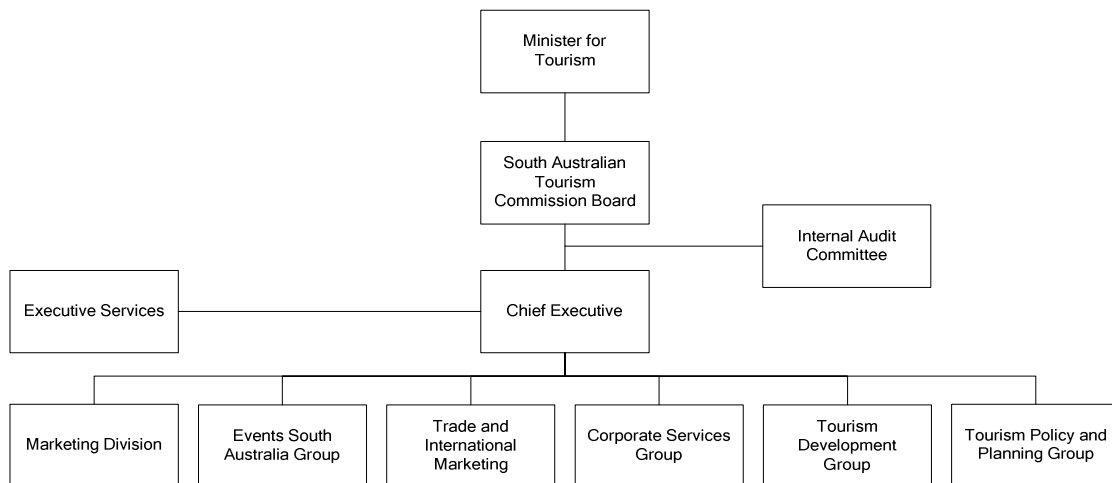 Minister for
Tourism
South Australian
Tourism
Commission Board
Internal Audit
Committee
Executive Services
Chief Executive
Marketing Division
Events South
Australia Group
Trade and
International
Marketing
Corporate Services
Group
Tourism
Development
Group
Tourism Policy and
Planning Group